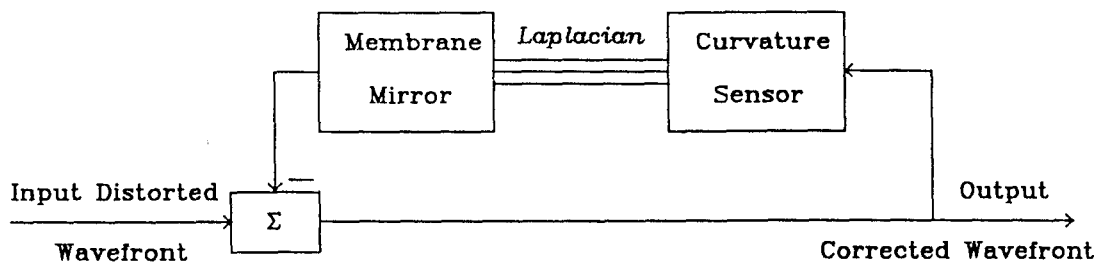 Membrane
Mirror
Laplacian
Curvature
Sensor
—
Input Distorted
Wavefront
Σ
Output
Corrected Wavefront